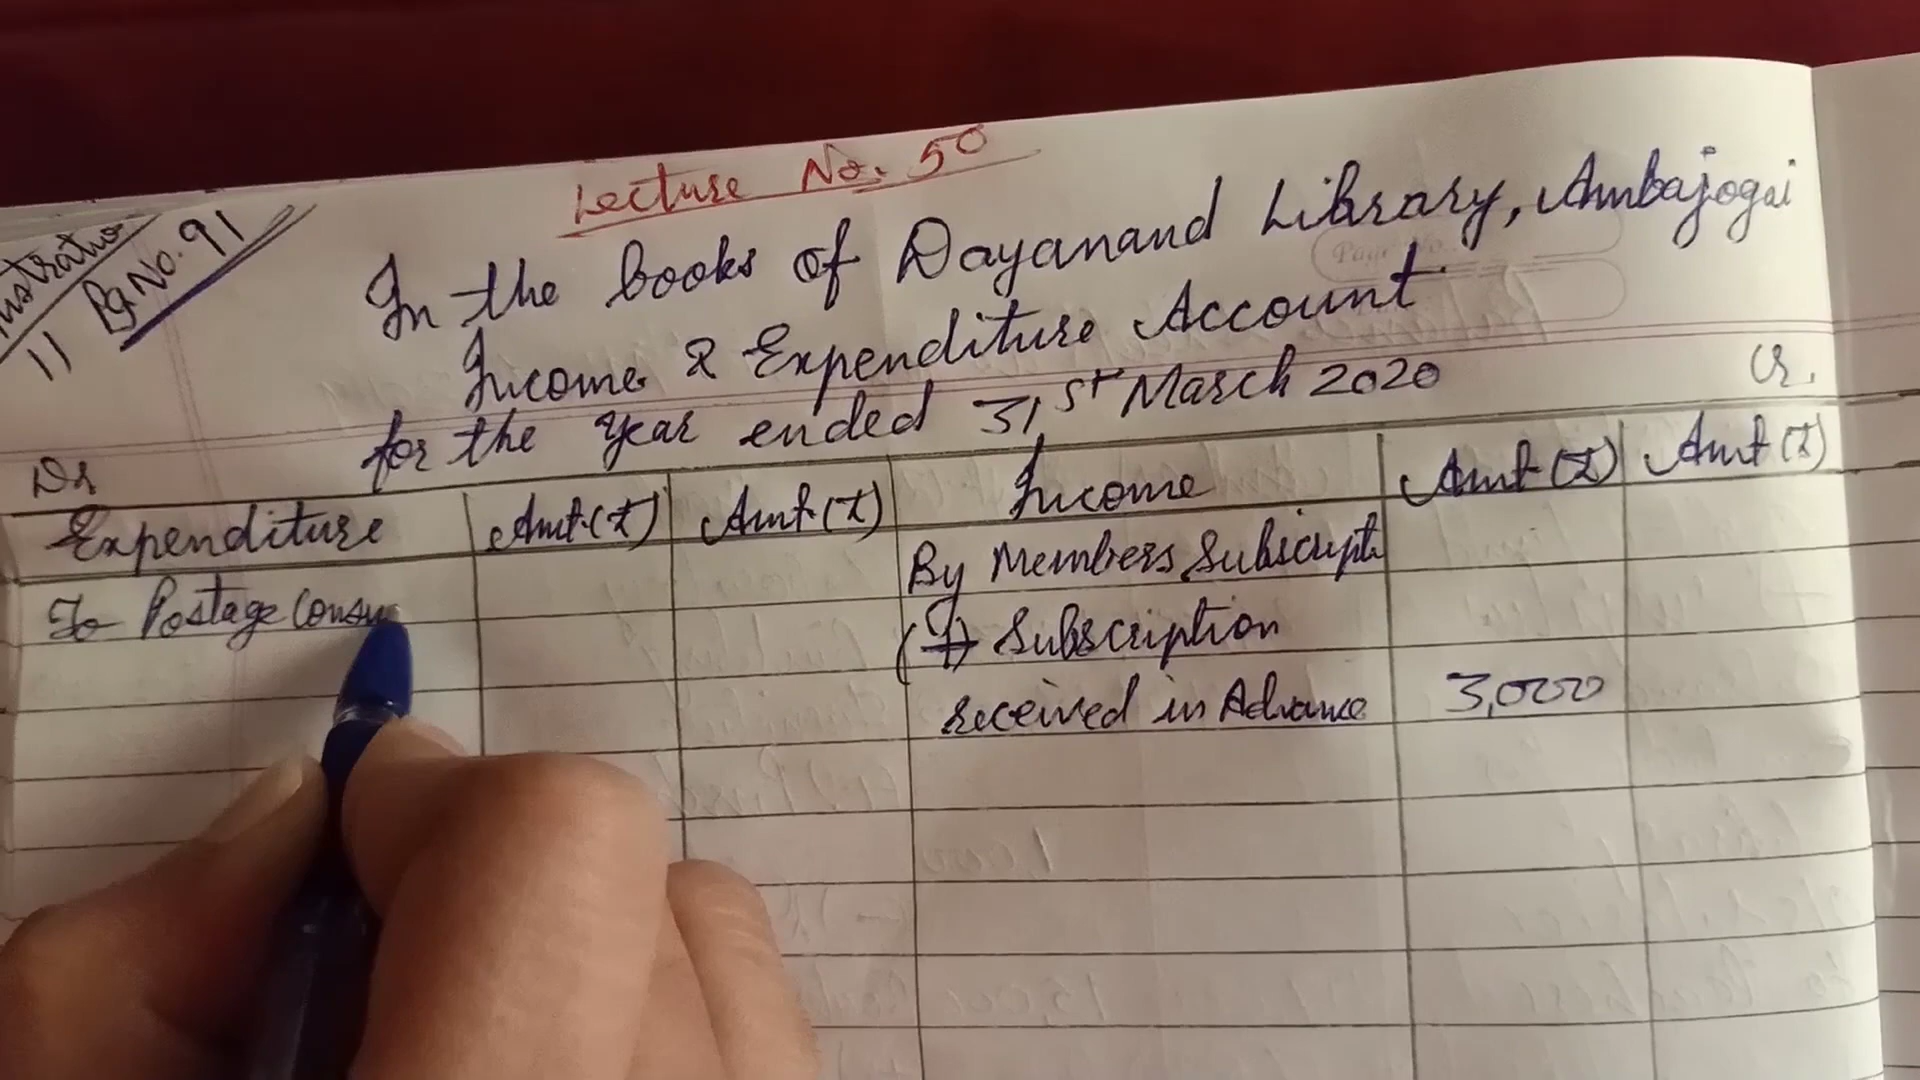 Lecture No. 50
11 Pg No. 91
In the books of Dayanand Library, Ambajogai
Income & Expenditure Account
for the Year ended 31st March 2020
Dr
Cr.
Expenditure Amt.(₹) Amt.(₹) Income Amt(₹) Amt(₹)
To Postage Consu By Members Subscripti
(+) Subscription
received in Advance 3,000